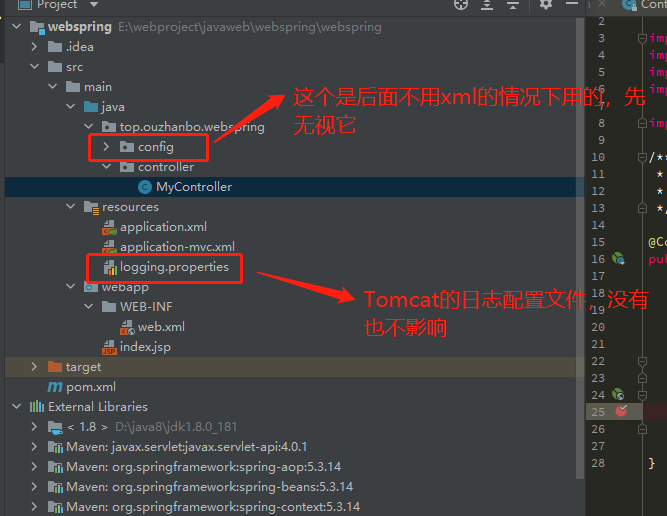 Project
webspring E:\webproject\javaweb\webspring\webspring
.idea
src
main
java
top.ouzhanbo.webspring
config
controller
MyController
resources
application.xml
application-mvc.xml
logging.properties
webapp
WEB-INF
web.xml
index.jsp
target
pom.xml
External Libraries
< 1.8 > D:\java8\jdk1.8.0_181
Maven: javax.servlet:javax.servlet-api:4.0.1
Maven: org.springframework:spring-aop:5.3.14
Maven: org.springframework:spring-beans:5.3.14
Maven: org.springframework:spring-context:5.3.14
这个是后面不用xml的情况下用的，先
无视它
Tomcat的日志配置文件，没有
也不影响
Cont
2
3 imp
4 imp
5 imp
6 imp
7
8 imp
9
10 /**
11 *
12 *
13 */
14
15 @Co
16 pub
22
23
24
25
26
27
28 }